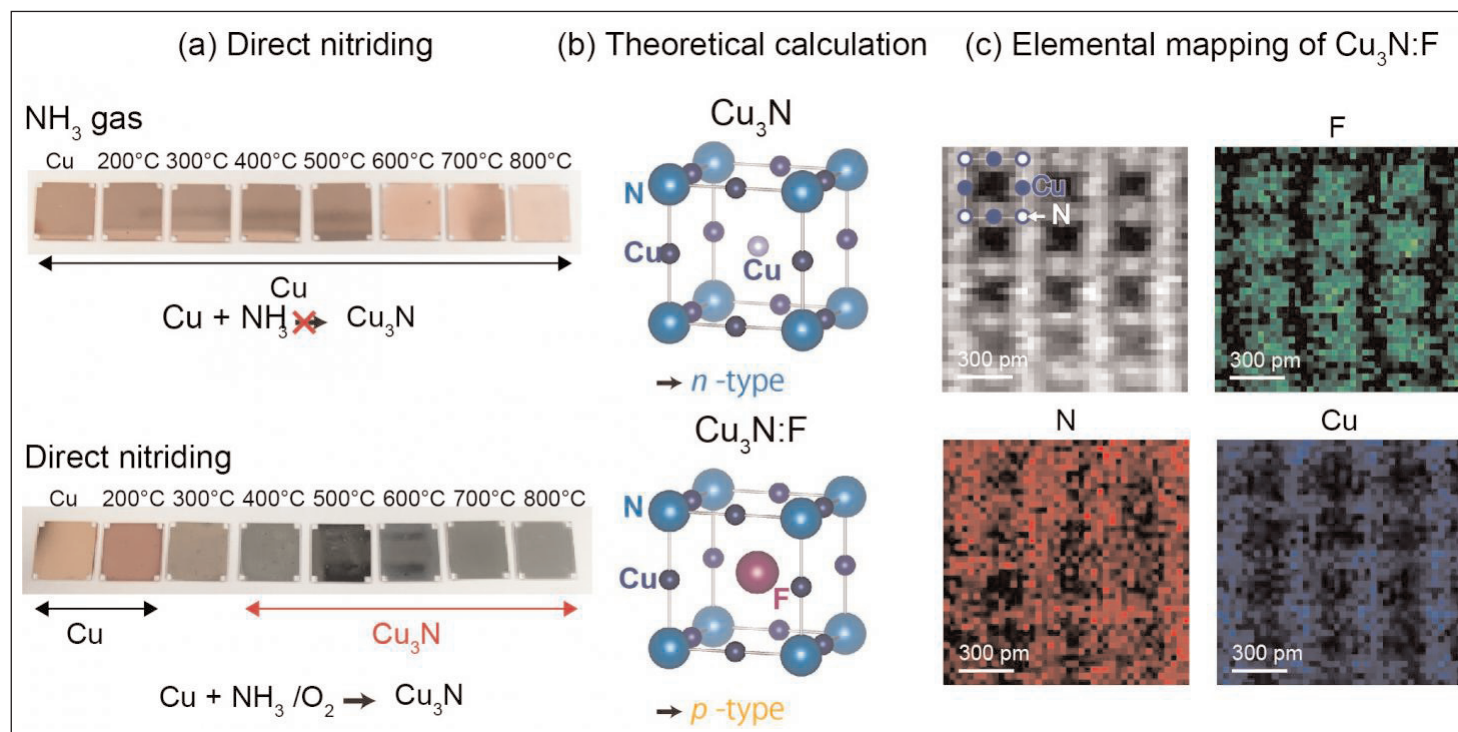 (a) Direct nitriding
(b) Theoretical calculation
(c) Elemental mapping of Cu₃N:F
NH₃ gas
Cu 200°C 300°C 400°C 500°C 600°C 700°C 800°C
Cu
Cu + NH₃ → Cu₃N
Direct nitriding
Cu 200°C 300°C 400°C 500°C 600°C 700°C 800°C
Cu
Cu₃N
Cu + NH₃ /O₂ → Cu₃N
Cu₃N
N
Cu
Cu
→ n -type
Cu₃N:F
N
Cu
F
→ p -type
Cu
← N
300 pm
F
300 pm
N
300 pm
Cu
300 pm